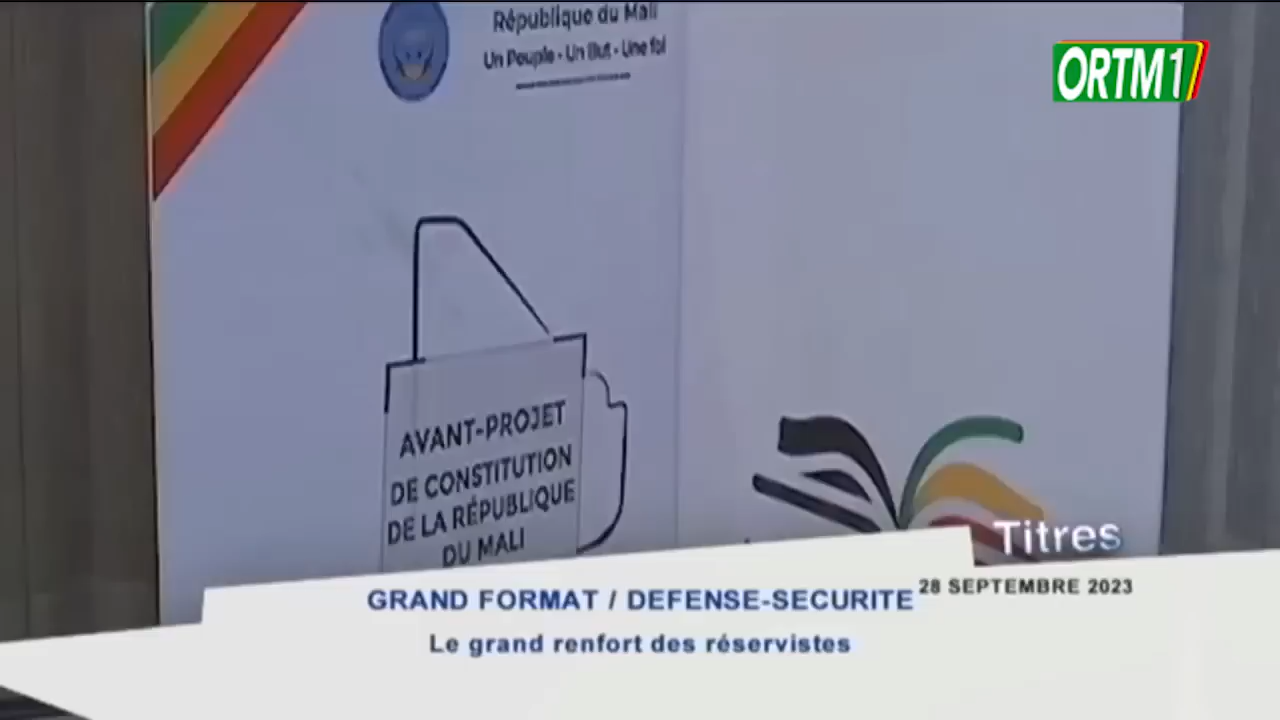 République du Mali
Un Peuple - Un But - Une foi
ORTM1
AVANT-PROJET
DE CONSTITUTION
DE LA RÉPUBLIQUE
DU MALI
Titres
28 SEPTEMBRE 2023
GRAND FORMAT / DEFENSE-SECURITE
Le grand renfort des réservistes